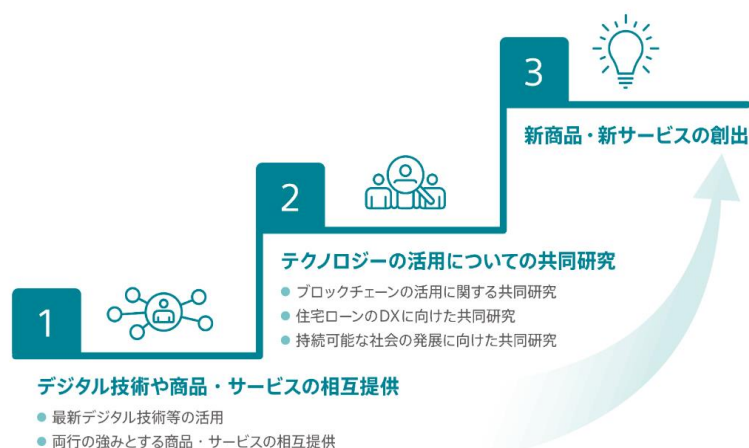 3
新商品・新サービスの創出
2
テクノロジーの活用についての共同研究
● ブロックチェーンの活用に関する共同研究
● 住宅ローンのDXに向けた共同研究
● 持続可能な社会の発展に向けた共同研究
1
デジタル技術や商品・サービスの相互提供
● 最新デジタル技術等の活用
● 両行の強みとする商品・サービスの相互提供